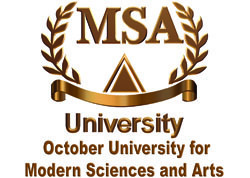 MSA
University
October University for
Modern Sciences and Arts